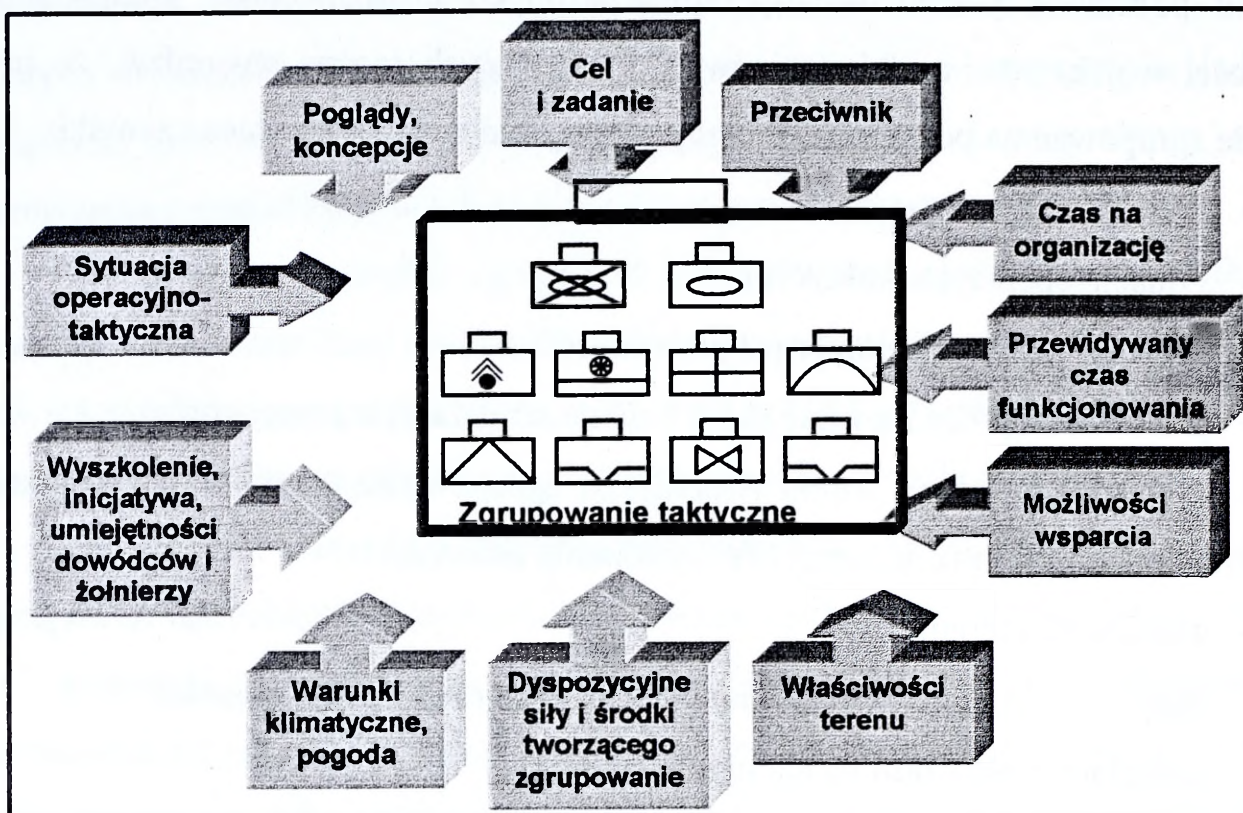 Cel
i zadanie
Poglądy,
koncepcje
Przeciwnik
Czas na
organizację
Sytuacja
operacyjno-
taktyczna
Przewidywany
czas
funkcjonowania
Wyszkolenie,
inicjatywa,
umiejętności
dowódców i
żołnierzy
Możliwości
wsparcia
Zgrupowanie taktyczne
Warunki
klimatyczne,
pogoda
Dyspozycyjne
siły i środki
tworzącego
zgrupowanie
Właściwości
terenu